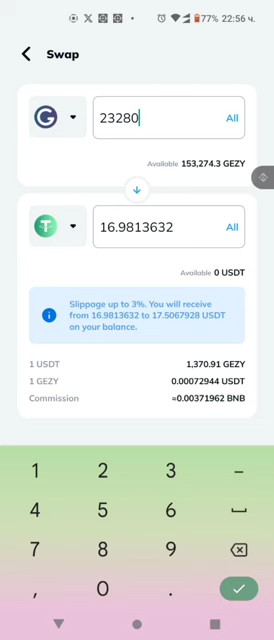 77% 22:56 ч.
Swap
23280 All
Available 153,274.3 GEZY
16.9813632 All
Available 0 USDT
Slippage up to 3%. You will receive
from 16.9813632 to 17.5067928 USDT
on your balance.
1 USDT 1,370.91 GEZY
1 GEZY 0.00072944 USDT
Commission ≈0.00371962 BNB
1 2 3 –
4 5 6
7 8 9
, 0 .